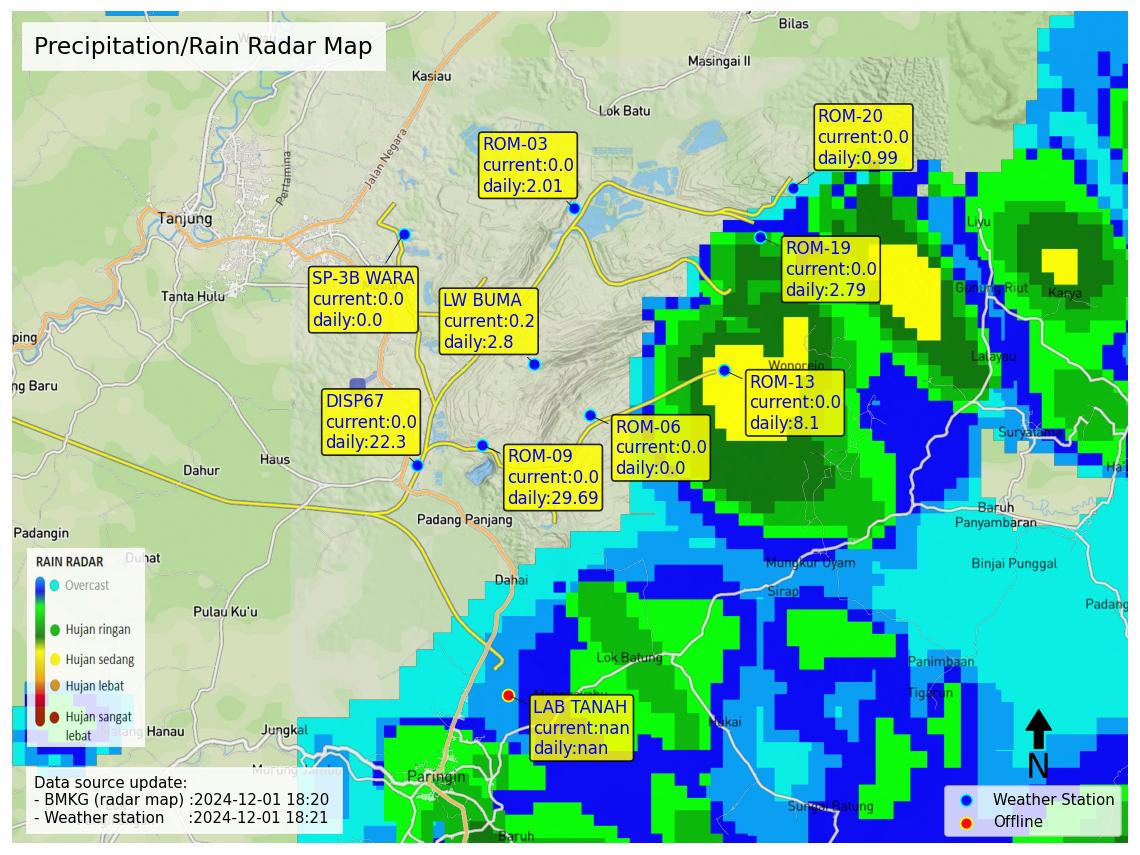 Precipitation/Rain Radar Map
Bilas
Masingai II
Kasiau
Lok Batu
Jalan Negara
Pertamina
Tanjung
Tanta Hulu
ROM-20
current:0.0
daily:0.99
ROM-03
current:0.0
daily:2.01
ROM-19
current:0.0
daily:2.79
SP-3B WARA
current:0.0
daily:0.0
LW BUMA
current:0.2
daily:2.8
Liyu
Gunung Riut
Karya
Lalayau
Wonorejo
ROM-13
current:0.0
daily:8.1
DISP67
current:0.0
daily:22.3
ROM-06
current:0.0
daily:0.0
ROM-09
current:0.0
daily:29.69
ping
ng Baru
Haus
Dahur
Padangin
Suryatama
Ha
Baruh
Panyambaran
Padang Panjang
Dahai
Mungkur Uyam
Binjai Punggal
Sirap
Padang
Duhat
Pulau Ku'u
Lok Batung
Panimbaan
Tigarun
Hukai
LAB TANAH
current:nan
daily:nan
RAIN RADAR
Overcast
Hujan ringan
Hujan sedang
Hujan lebat
Hujan sangat
lebat
Manau
Jungkal
Paringin
Baruh
Sungai Batung
N
Data source update:
- BMKG (radar map) :2024-12-01 18:20
- Weather station :2024-12-01 18:21
Weather Station
Offline